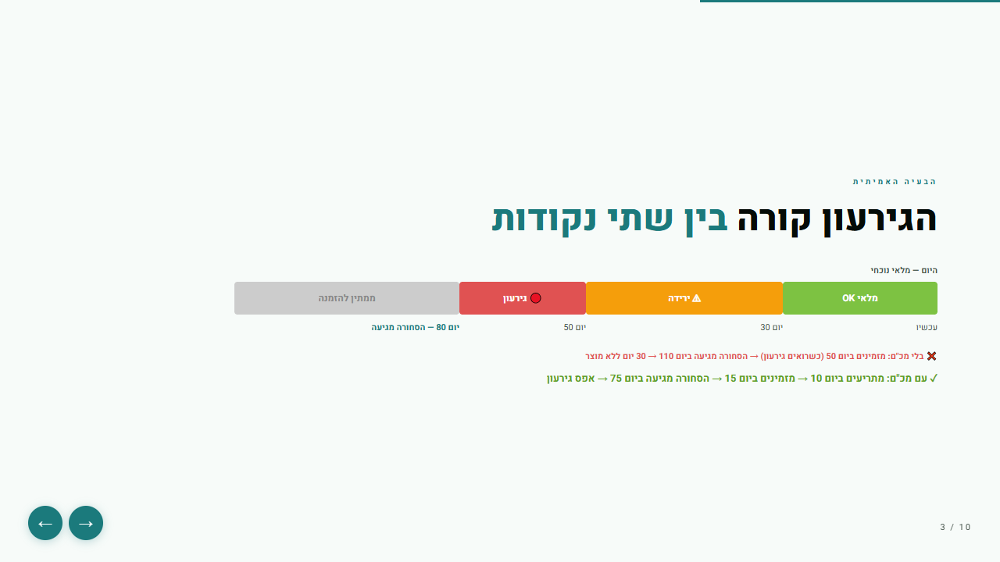 הבעיה האמיתית
הגירעון קורה בין שתי נקודות
היום – מלאי נוכחי
מלאי OK
⚠ ירידה
🔴 גירעון
ממתין להזמנה
עכשיו
יום 30
יום 50
יום 80 – הסחורה מגיעה
❌ בלי מכ"ם: מזמינים ביום 50 (כשרואים גירעון) → הסחורה מגיעה ביום 110 → 30 יום ללא מוצר
✓ עם מכ"ם: מתריעים ביום 10 → מזמינים ביום 15 → הסחורה מגיעה ביום 75 → אפס גירעון
→
←
3 / 10